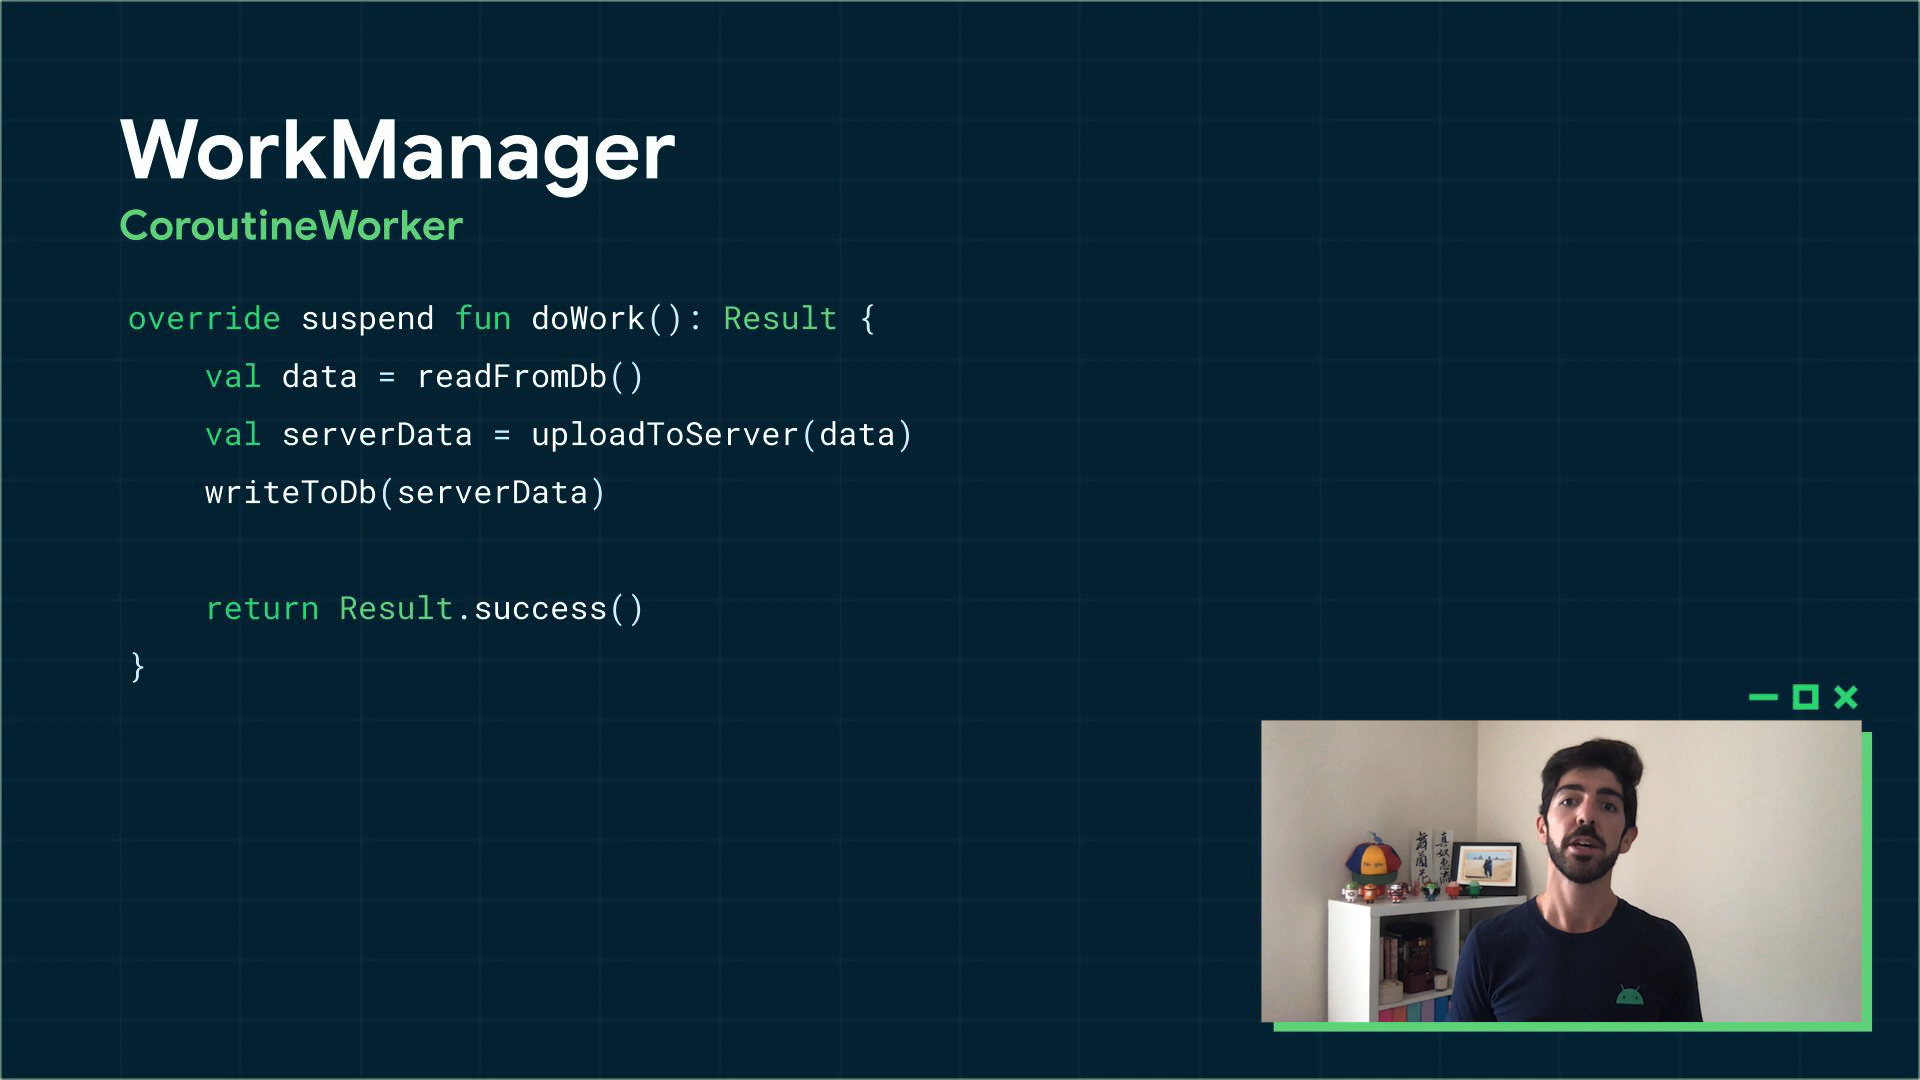 WorkManager
CoroutineWorker
override suspend fun doWork(): Result {
val data = readFromDb()
val serverData = uploadToServer(data)
writeToDb(serverData)
return Result.success()
}